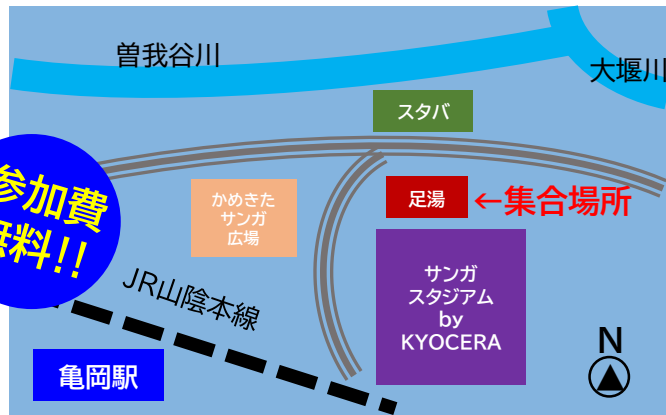 曽我谷川
大堰川
スタバ
参加費
無料!!
かめきた
サンガ
広場
足湯
←集合場所
サンガ
スタジアム
by
KYOCERA
JR山陰本線
亀岡駅
N